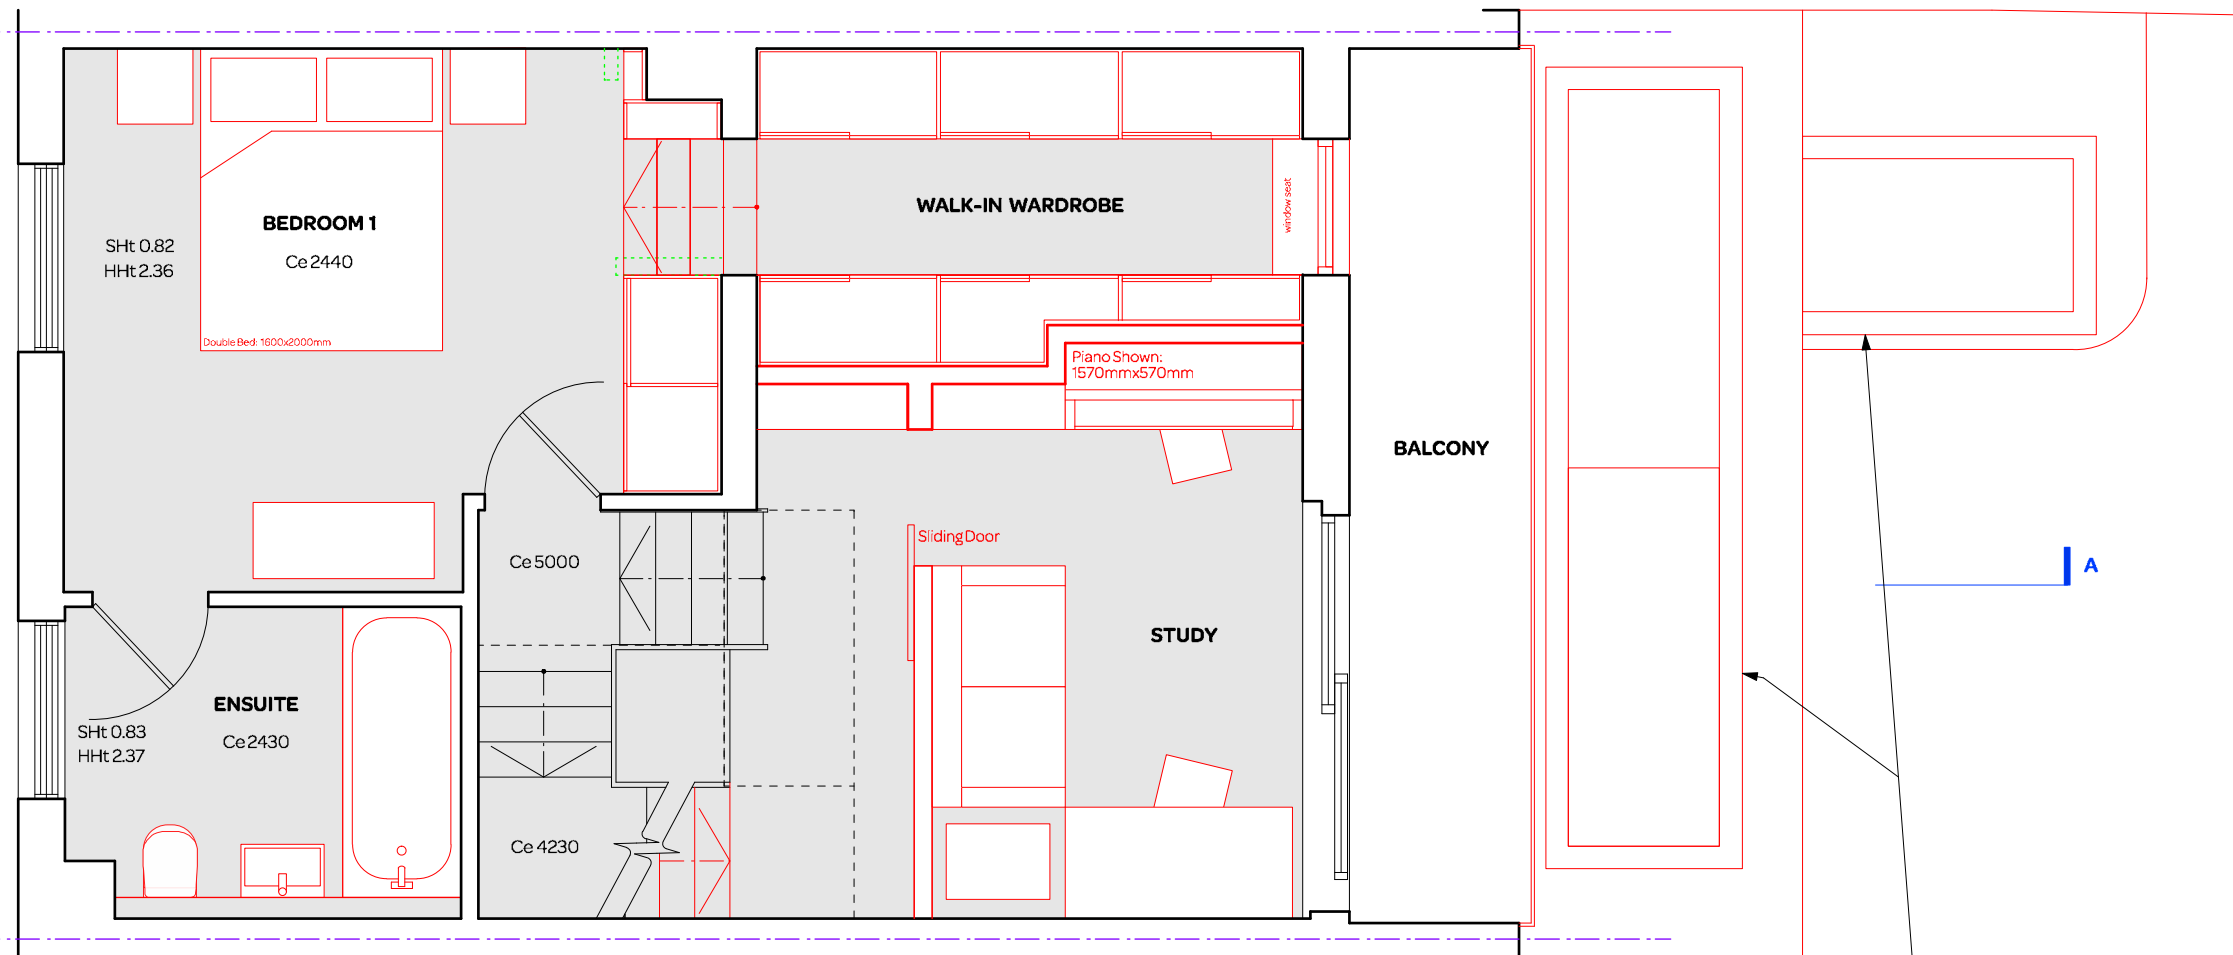 BEDROOM 1
Ce 2440
SHt 0.82
HHt 2.36
Double Bed: 1600x2000mm
WALK-IN WARDROBE
window seat
Piano Shown:
1570mmx570mm
BALCONY
Sliding Door
Ce 5000
STUDY
A
ENSUITE
Ce 2430
SHt 0.83
HHt 2.37
Ce 4230